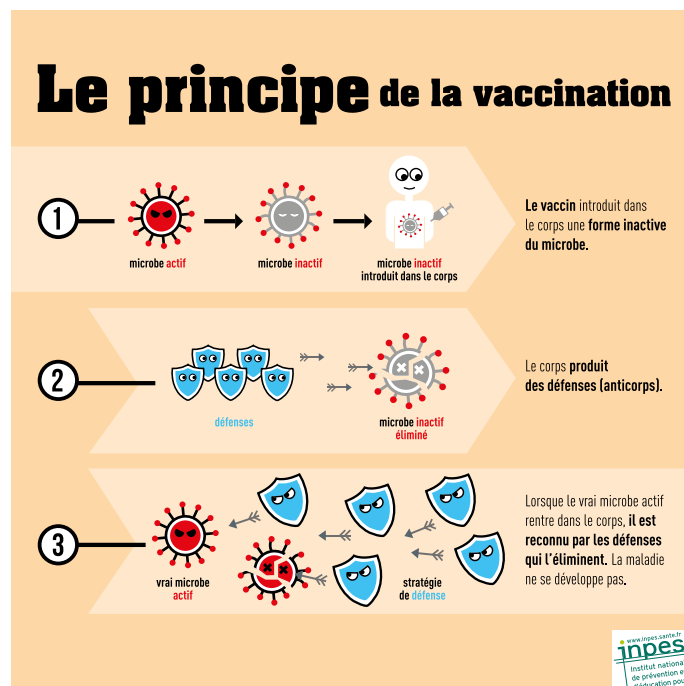 Le principe de la vaccination
1
microbe actif
microbe inactif
microbe inactif
introduit dans le corps
Le vaccin introduit dans
le corps une forme inactive
du microbe.
2
défenses
microbe inactif
éliminé
Le corps produit
des défenses (anticorps).
3
vrai microbe
actif
stratégie
de défense
Lorsque le vrai microbe actif
rentre dans le corps, il est
reconnu par les défenses
qui l'éliminent. La maladie
ne se développe pas.
www.inpes.sante.fr
inpes
Institut nationa
de prévention e
d'éducation pou